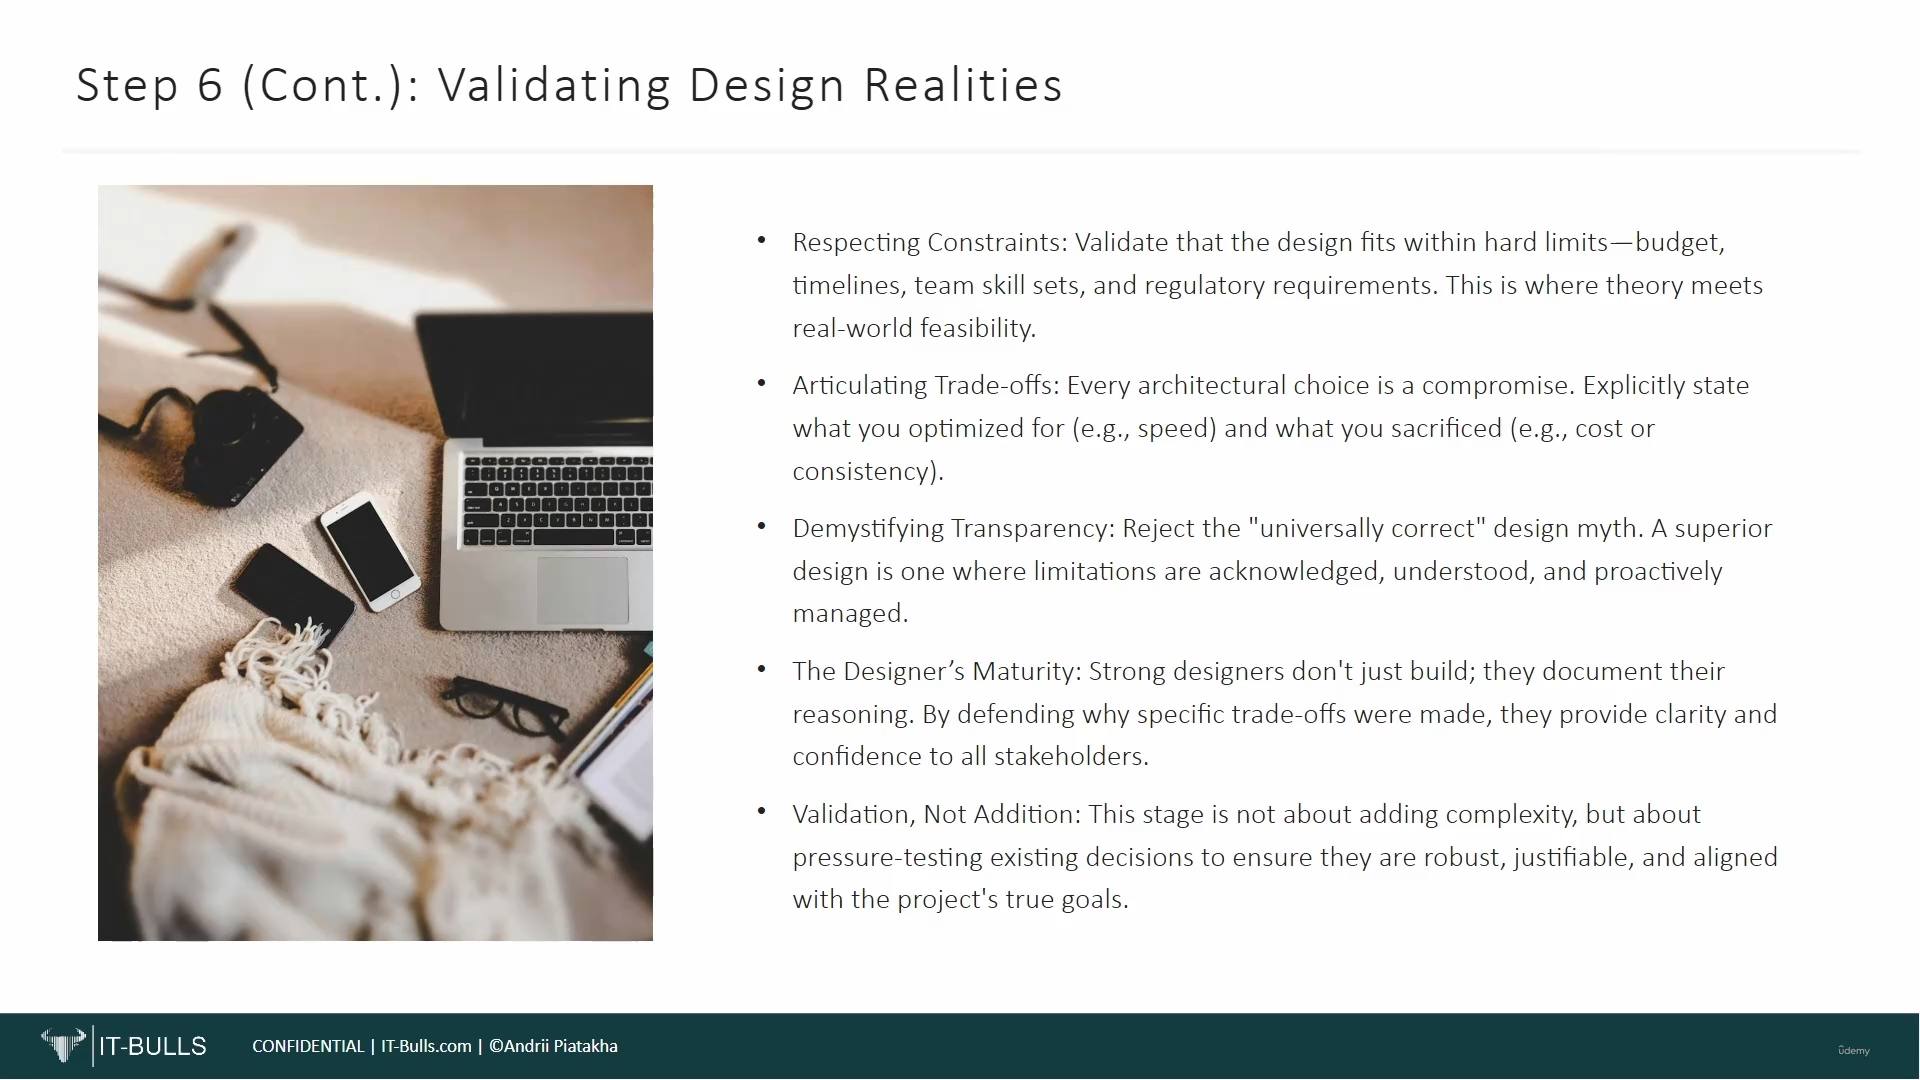 Step 6 (Cont.): Validating Design Realities
• Respecting Constraints: Validate that the design fits within hard limits—budget,
timelines, team skill sets, and regulatory requirements. This is where theory meets
real-world feasibility.
• Articulating Trade-offs: Every architectural choice is a compromise. Explicitly state
what you optimized for (e.g., speed) and what you sacrificed (e.g., cost or
consistency).
• Demystifying Transparency: Reject the "universally correct" design myth. A superior
design is one where limitations are acknowledged, understood, and proactively
managed.
• The Designer’s Maturity: Strong designers don't just build; they document their
reasoning. By defending why specific trade-offs were made, they provide clarity and
confidence to all stakeholders.
• Validation, Not Addition: This stage is not about adding complexity, but about
pressure-testing existing decisions to ensure they are robust, justifiable, and aligned
with the project's true goals.
IT-BULLS
CONFIDENTIAL | IT-Bulls.com | ©Andrii Piatakha
udemy